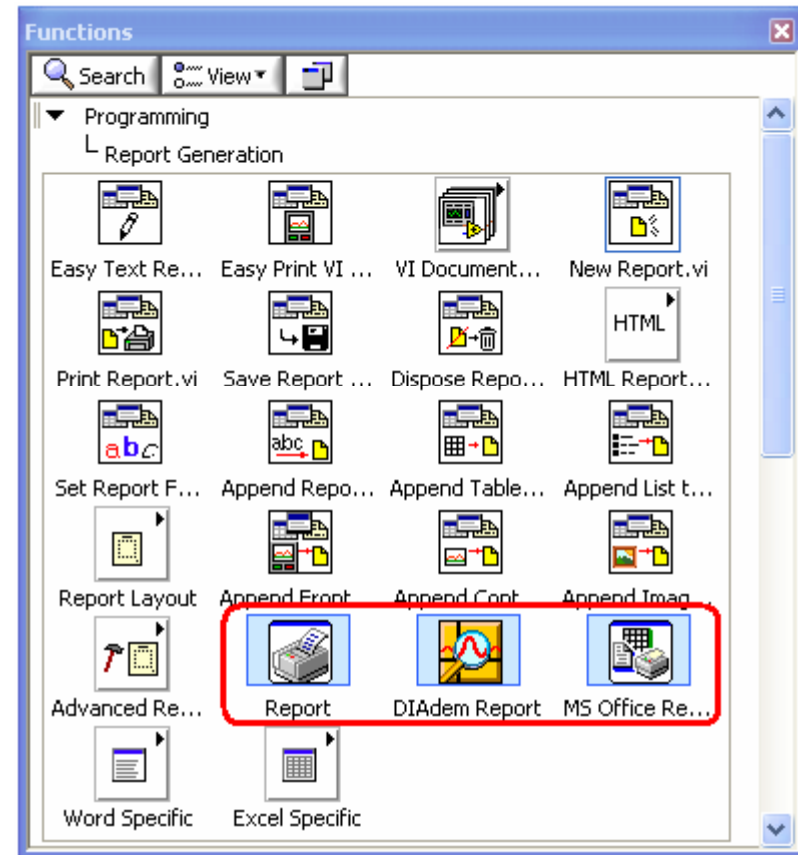 Functions
Search View
Programming
Report Generation
Easy Text Re... Easy Print VI ... VI Document... New Report.vi
HTML
Print Report.vi Save Report ... Dispose Repo... HTML Report...
abc abc
Set Report F... Append Repo... Append Table... Append List t...
Report Layout Append Front Append Cont Append Imag...
Advanced Re... Report DIAdem Report MS Office Re...
Word Specific Excel Specific